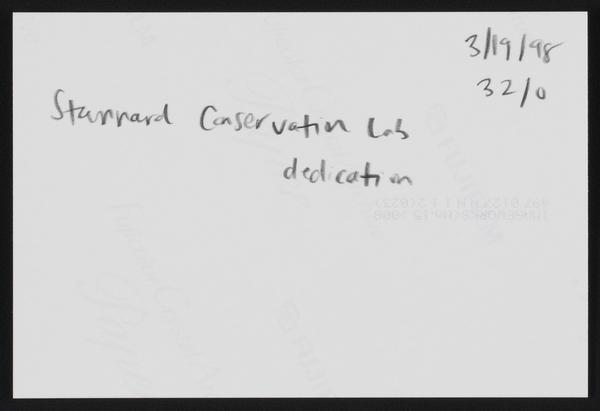 3/19/98
32/0
Stannard Conservation Lab
dedication